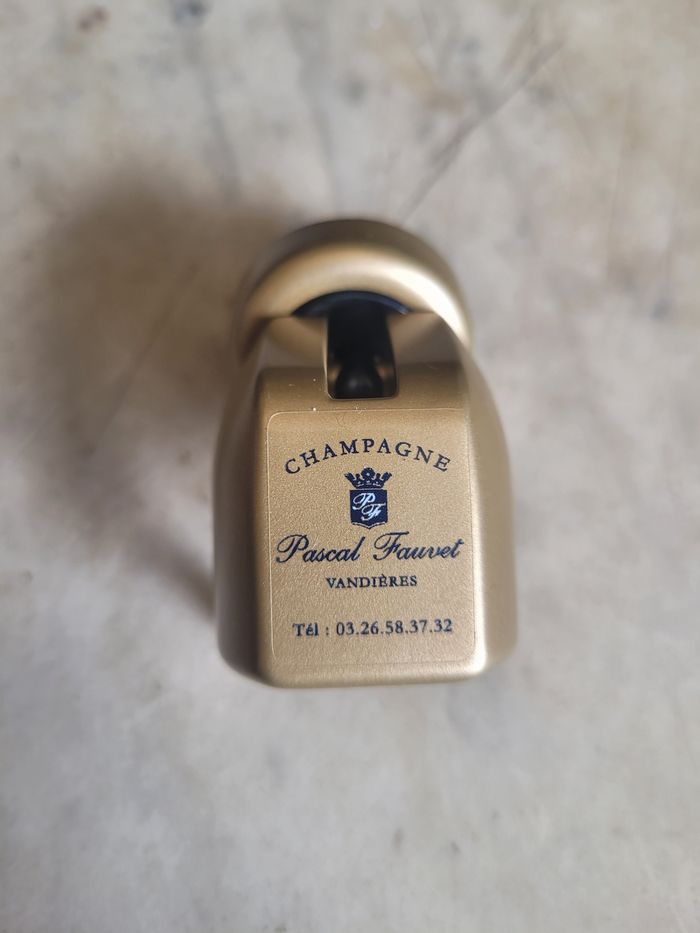 CHAMPAGNE
PF
Pascal Fauvet
VANDIÈRES
Tél : 03.26.58.37.32